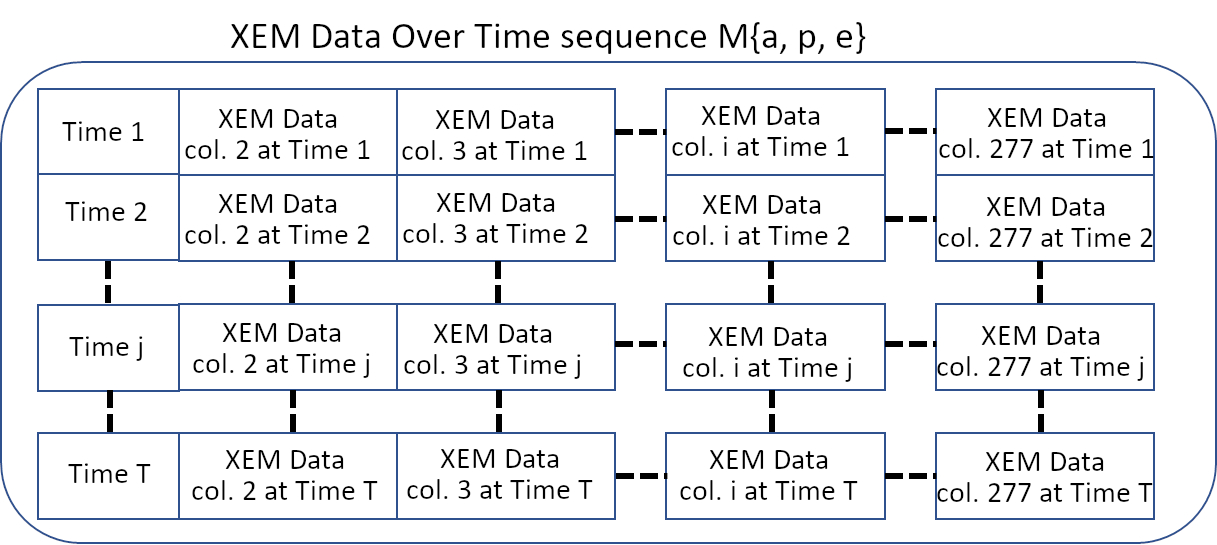 XEM Data Over Time sequence M{a, p, e}
Time 1
XEM Data
col. 2 at Time 1
XEM Data
col. 3 at Time 1
XEM Data
col. i at Time 1
XEM Data
col. 277 at Time 1
Time 2
XEM Data
col. 2 at Time 2
XEM Data
col. 3 at Time 2
XEM Data
col. i at Time 2
XEM Data
col. 277 at Time 2
Time j
XEM Data
col. 2 at Time j
XEM Data
col. 3 at Time j
XEM Data
col. i at Time j
XEM Data
col. 277 at Time j
Time T
XEM Data
col. 2 at Time T
XEM Data
col. 3 at Time T
XEM Data
col. i at Time T
XEM Data
col. 277 at Time T